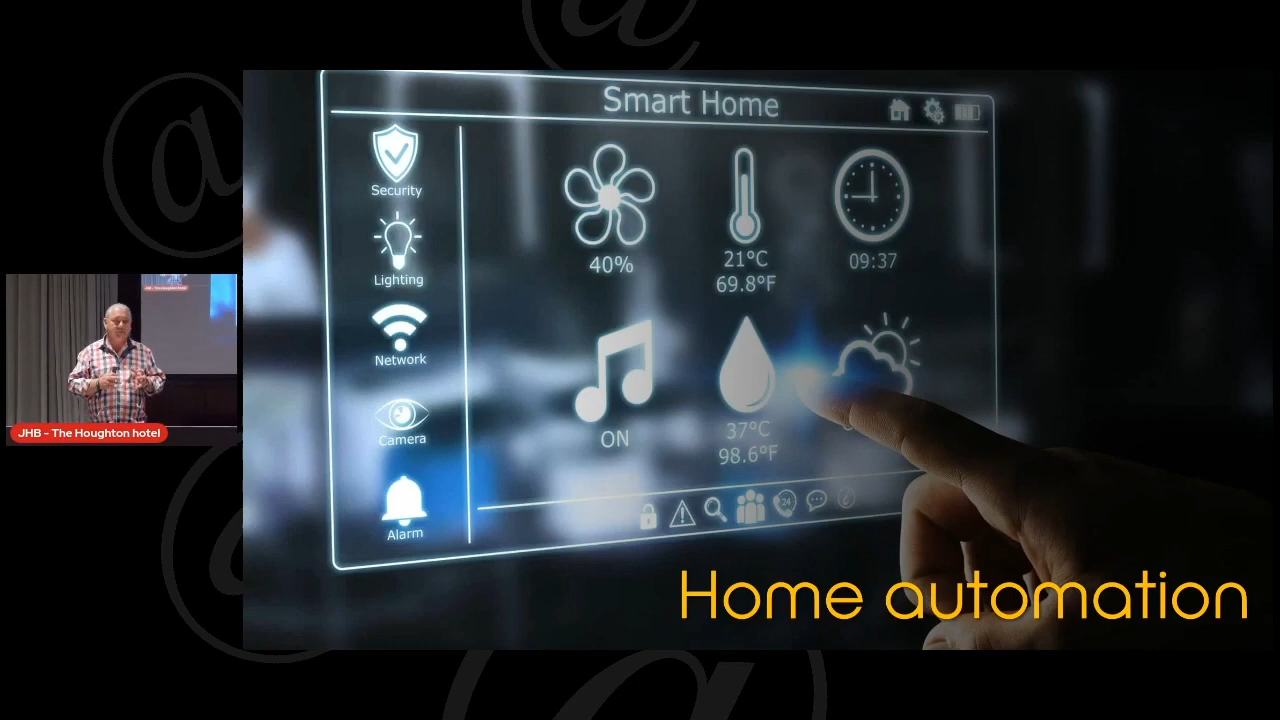 Smart Home
Security
Lighting
Network
Camera
Alarm
40%
21°C
69.8°F
09:37
ON
37°C
98.6°F
24
Home automation
JHB - The Houghton hotel
@
@
@
@